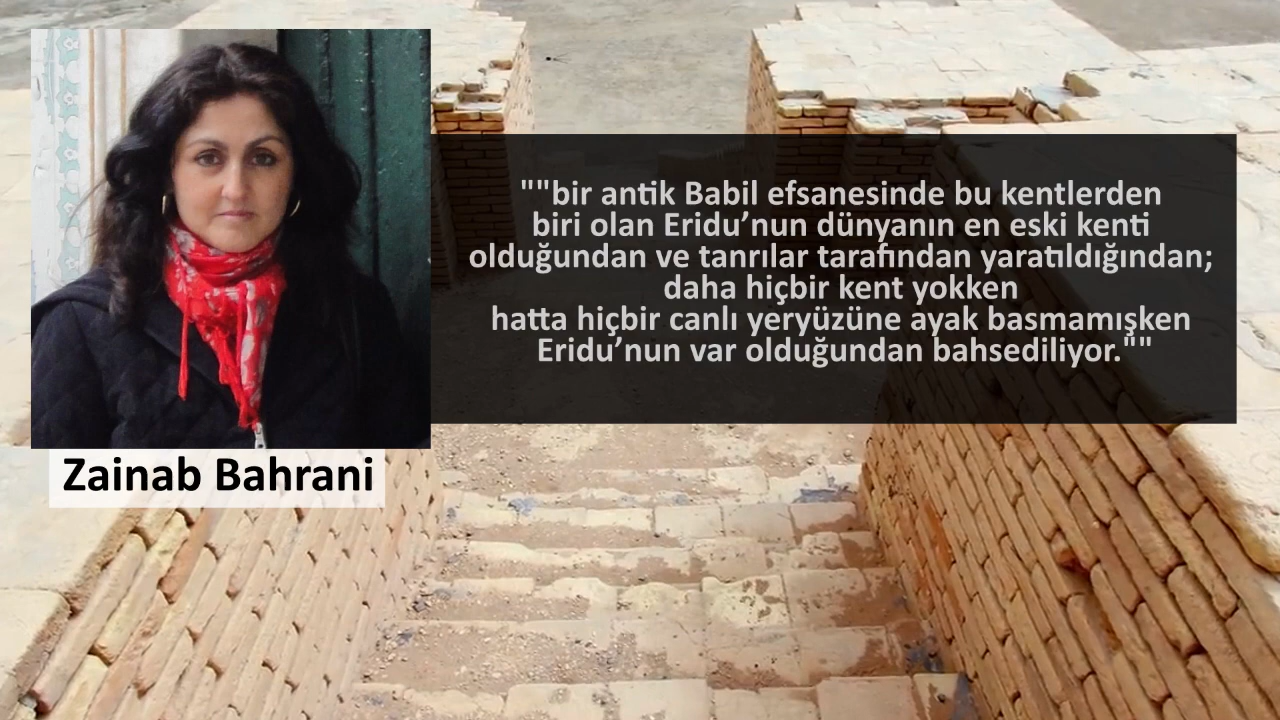 ""bir antik Babil efsanesinde bu kentlerden
biri olan Eridu’nun dünyanın en eski kenti
olduğundan ve tanrılar tarafından yaratıldığından;
daha hiçbir kent yokken
hatta hiçbir canlı yeryüzüne ayak basmamışken
Eridu’nun var olduğundan bahsediliyor.""
Zainab Bahrani